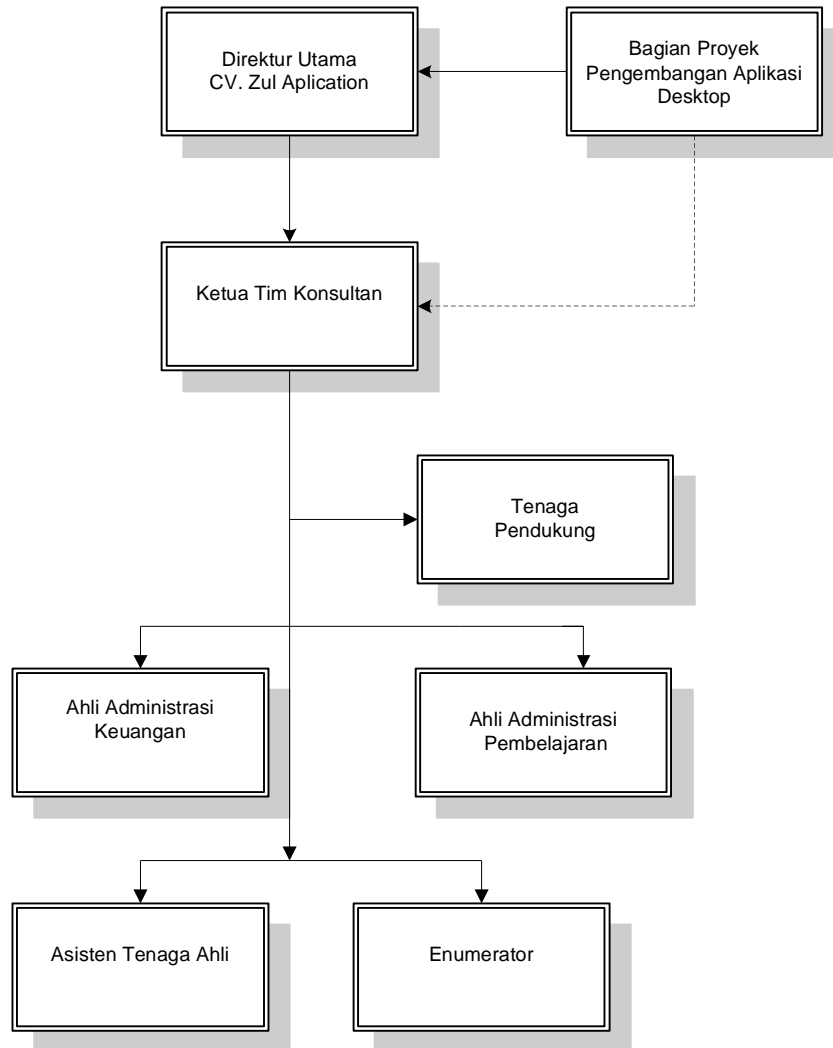 Direktur Utama
CV. Zul Aplication
Bagian Proyek
Pengembangan Aplikasi
Desktop
Ketua Tim Konsultan
Tenaga
Pendukung
Ahli Administrasi
Keuangan
Ahli Administrasi
Pembelajaran
Asisten Tenaga Ahli
Enumerator